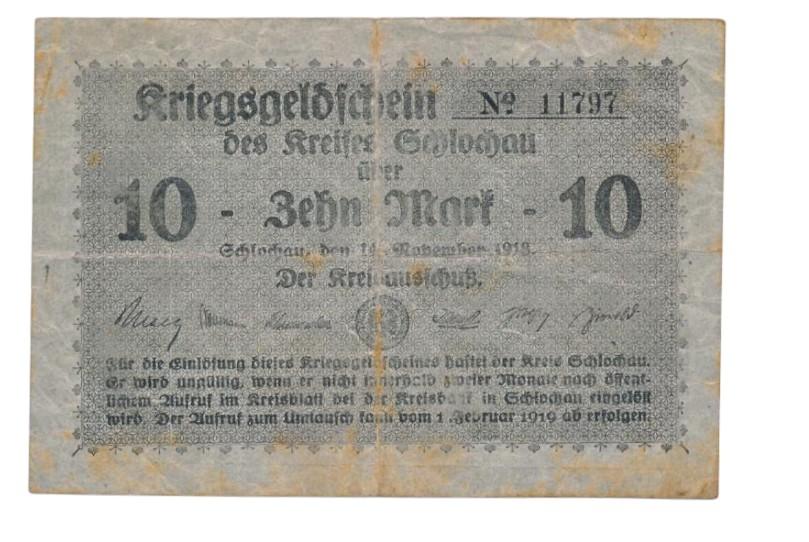 Kriegsgeldschein Nº 11797
des Kreises Schlochau
über
10 - Zehn Mark - 10
Schlochau, den 14. November 1918.
Der Kreisausschuß.
Für die Einlösung dieses Kriegsgeldscheines haftet der Kreis Schlochau.
Er wird ungültig, wenn er nicht innerhalb zweier Monate nach öffent-
lichem Aufruf im Kreisblatt bei der Kreisbank in Schlochau eingelöst
wird. Der Aufruf zum Umtausch kann vom 1. Februar 1919 ab erfolgen.